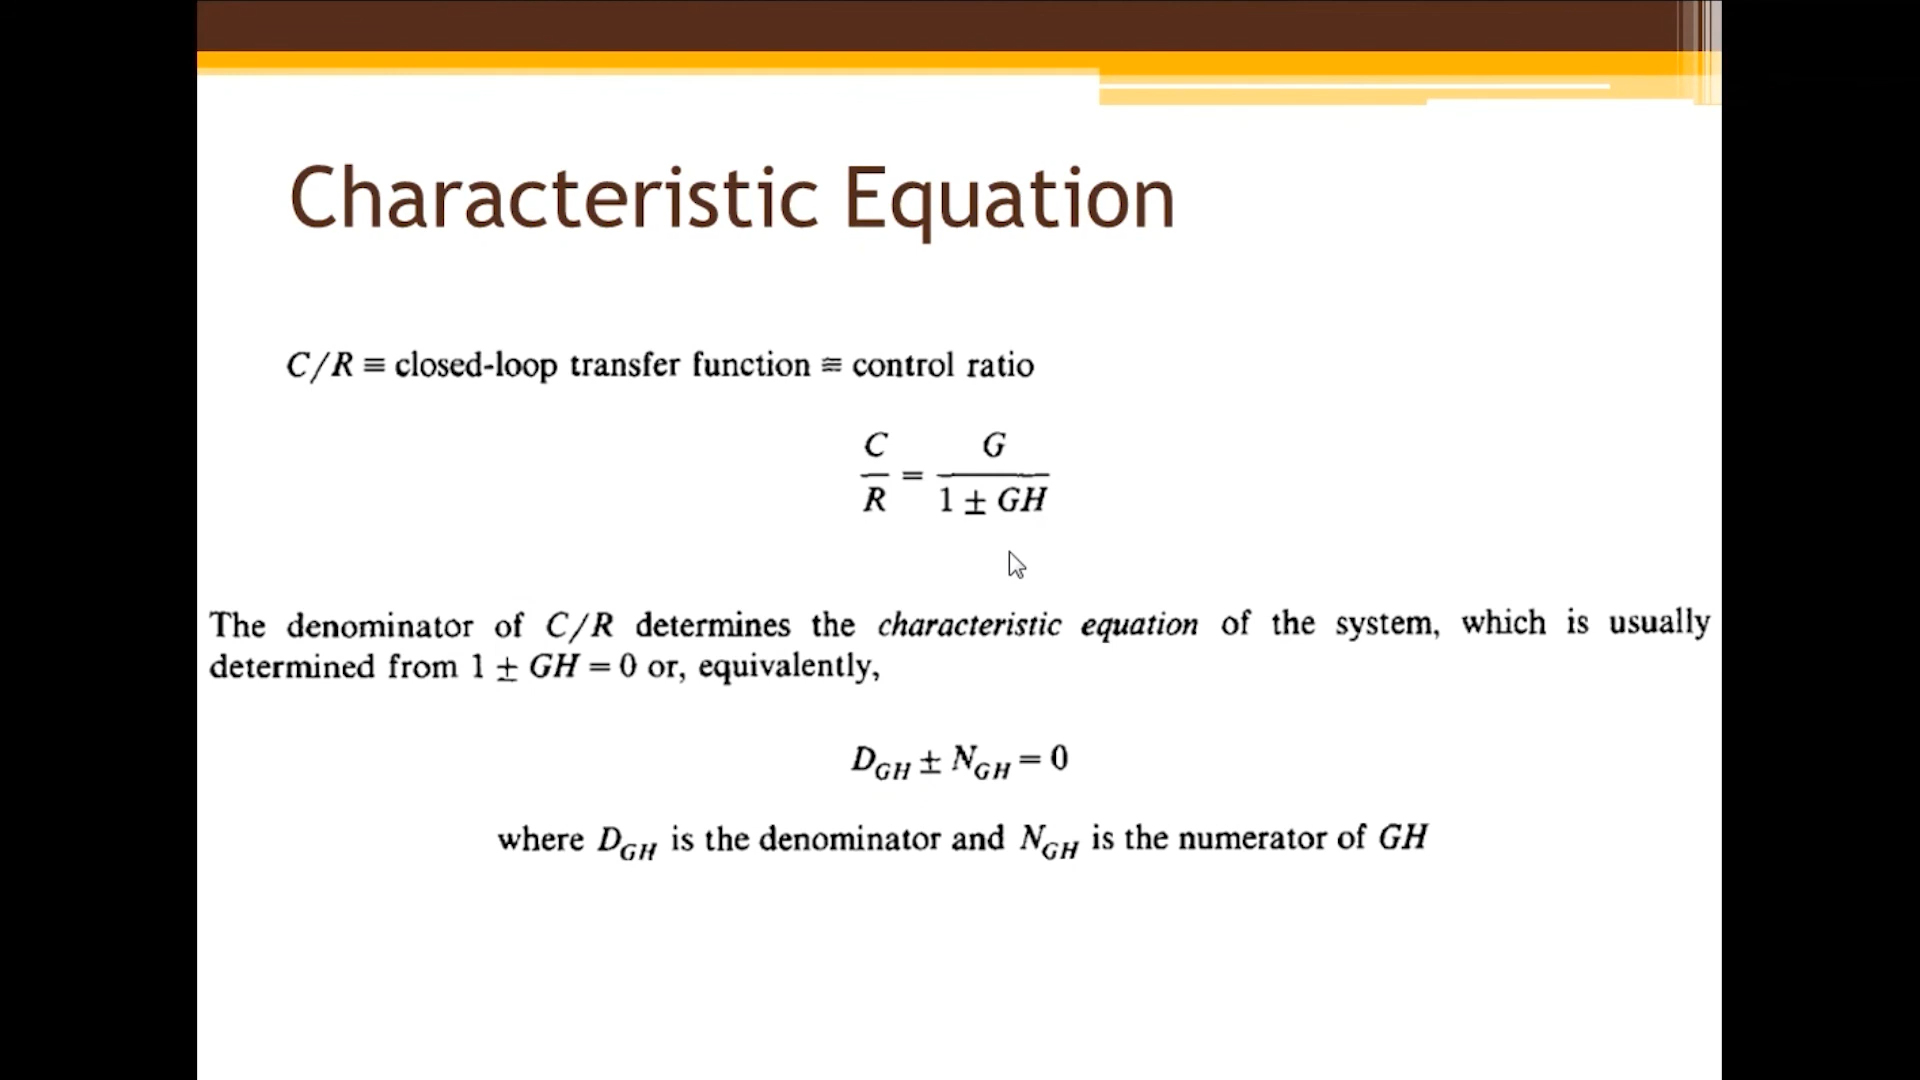 Characteristic Equation
C/R ≡ closed-loop transfer function ≡ control ratio
C/R = G/(1 ± GH)
The denominator of C/R determines the characteristic equation of the system, which is usually
determined from 1 ± GH = 0 or, equivalently,
D_GH ± N_GH = 0
where D_GH is the denominator and N_GH is the numerator of GH